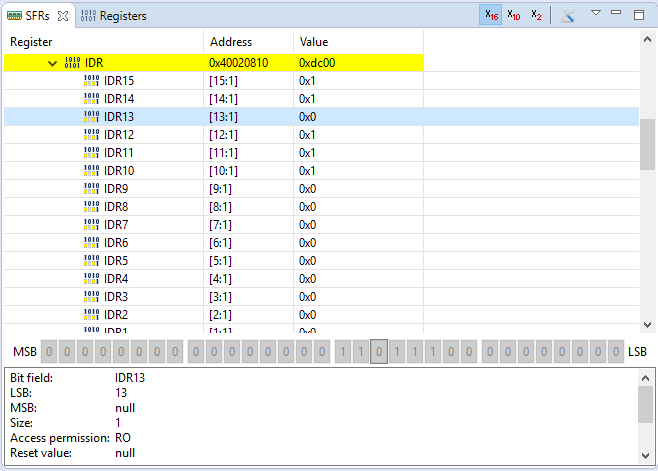 SFRs Registers X16 X10 X2
Register Address Value
IDR 0x40020810 0xdc00
IDR15 [15:1] 0x1
IDR14 [14:1] 0x1
IDR13 [13:1] 0x0
IDR12 [12:1] 0x1
IDR11 [11:1] 0x1
IDR10 [10:1] 0x1
IDR9 [9:1] 0x0
IDR8 [8:1] 0x0
IDR7 [7:1] 0x0
IDR6 [6:1] 0x0
IDR5 [5:1] 0x0
IDR4 [4:1] 0x0
IDR3 [3:1] 0x0
IDR2 [2:1] 0x0
IDR1 [1:1] 0x0
MSB 0 0 0 0 0 0 0 0 0 0 0 0 0 0 0 0 1 1 0 1 1 1 0 0 0 0 0 0 0 0 0 0 LSB
Bit field: IDR13
LSB: 13
MSB: null
Size: 1
Access permission: RO
Reset value: null